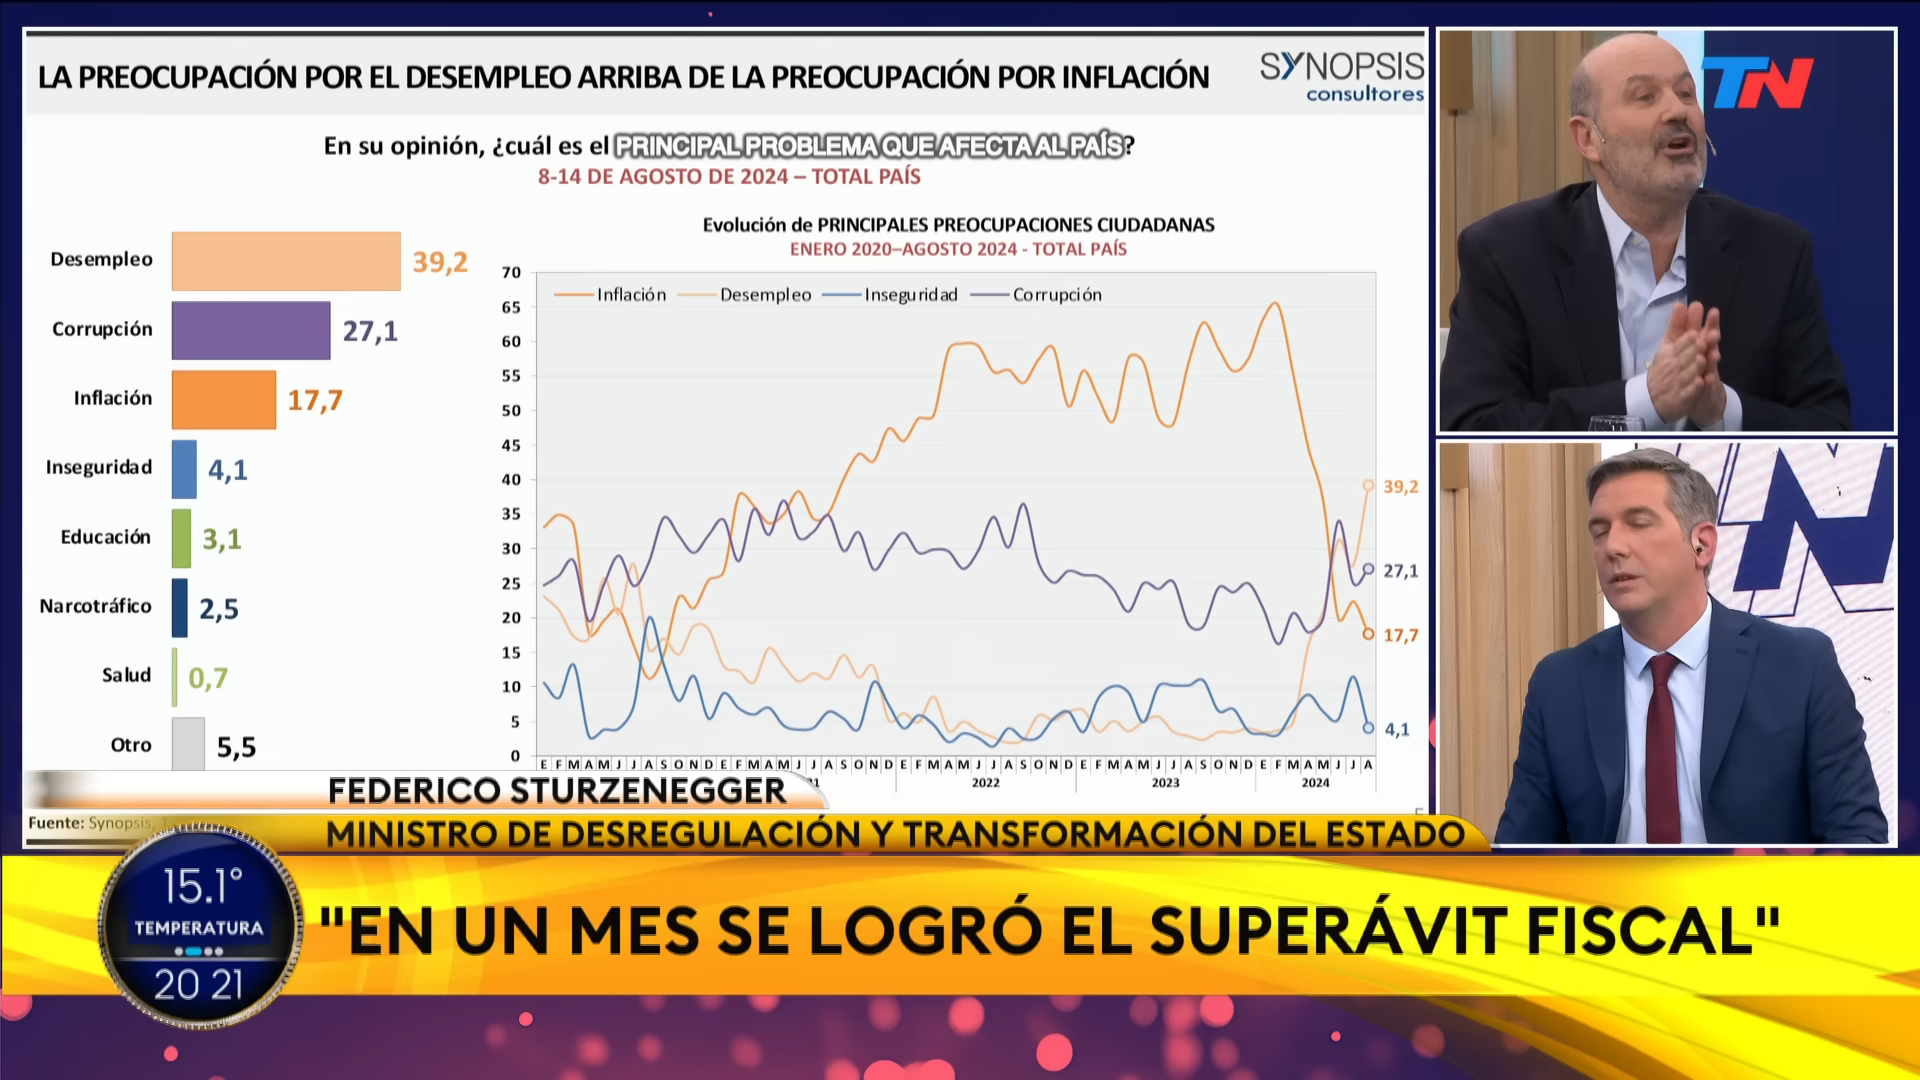 LA PREOCUPACIÓN POR EL DESEMPLEO ARRIBA DE LA PREOCUPACIÓN POR INFLACIÓN
SYNOPSIS
consultores
En su opinión, ¿cuál es el PRINCIPAL PROBLEMA QUE AFECTA AL PAÍS?
8-14 DE AGOSTO DE 2024 – TOTAL PAÍS
Desempleo 39,2
Corrupción 27,1
Inflación 17,7
Inseguridad 4,1
Educación 3,1
Narcotráfico 2,5
Salud 0,7
Otro 5,5
Evolución de PRINCIPALES PREOCUPACIONES CIUDADANAS
ENERO 2020–AGOSTO 2024 - TOTAL PAÍS
Inflación Desempleo Inseguridad Corrupción
70
65
60
55
50
45
40
35
30
25
20
15
10
5
0
39,2
27,1
17,7
4,1
E F M A M J J A S O N D E F M A M J J A S O N D E F M A M J J A S O N D E F M A M J J A S O N D E F M A M J J A
2022 2023 2024
Fuente: Synopsis,
TN
FEDERICO STURZENEGGER
MINISTRO DE DESREGULACIÓN Y TRANSFORMACIÓN DEL ESTADO
"EN UN MES SE LOGRÓ EL SUPERÁVIT FISCAL"
15.1°
TEMPERATURA
20 21